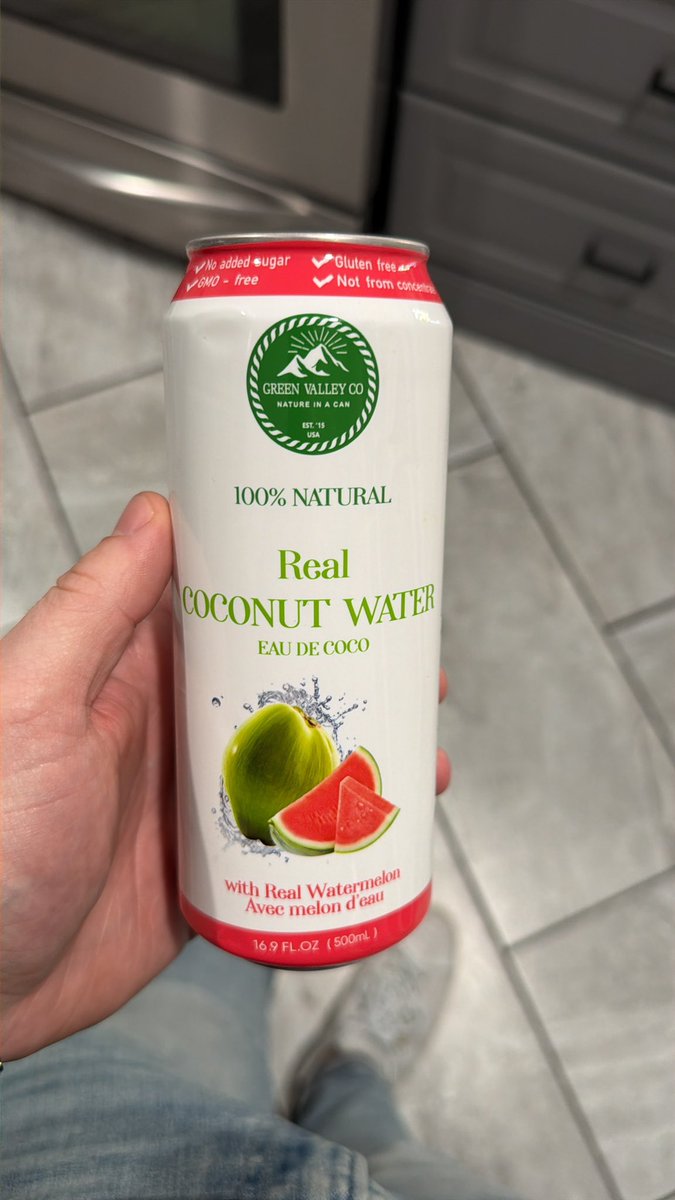 No added sugar
GMO - free
Gluten free
Not from concentrate
GREEN VALLEY CO
NATURE IN A CAN
EST. '15
USA
100% NATURAL
Real
COCONUT WATER
EAU DE COCO
with Real Watermelon
Avec melon d'eau
16.9 FL.OZ (500mL)